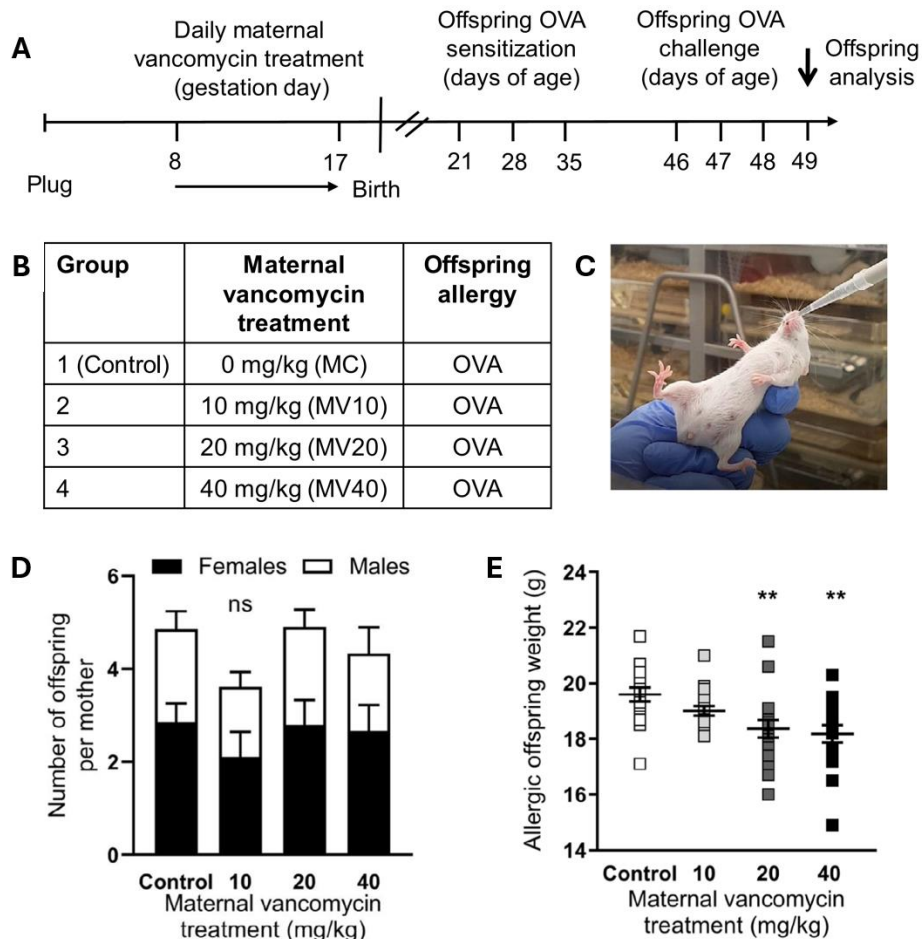 A
Daily maternal
vancomycin treatment
(gestation day)
Offspring OVA
sensitization
(days of age)
Offspring OVA
challenge
(days of age)
Offspring
analysis
8 17 21 28 35 46 47 48 49
Plug Birth
B
Group Maternal vancomycin treatment Offspring allergy
1 (Control) 0 mg/kg (MC) OVA
2 10 mg/kg (MV10) OVA
3 20 mg/kg (MV20) OVA
4 40 mg/kg (MV40) OVA
C
D
Females Males
Number of offspring
per mother
6
4
2
0
ns
Control 10 20 40
Maternal vancomycin
treatment (mg/kg)
E
Allergic offspring weight (g)
24
22
20
18
16
14
** **
Control 10 20 40
Maternal vancomycin
treatment (mg/kg)